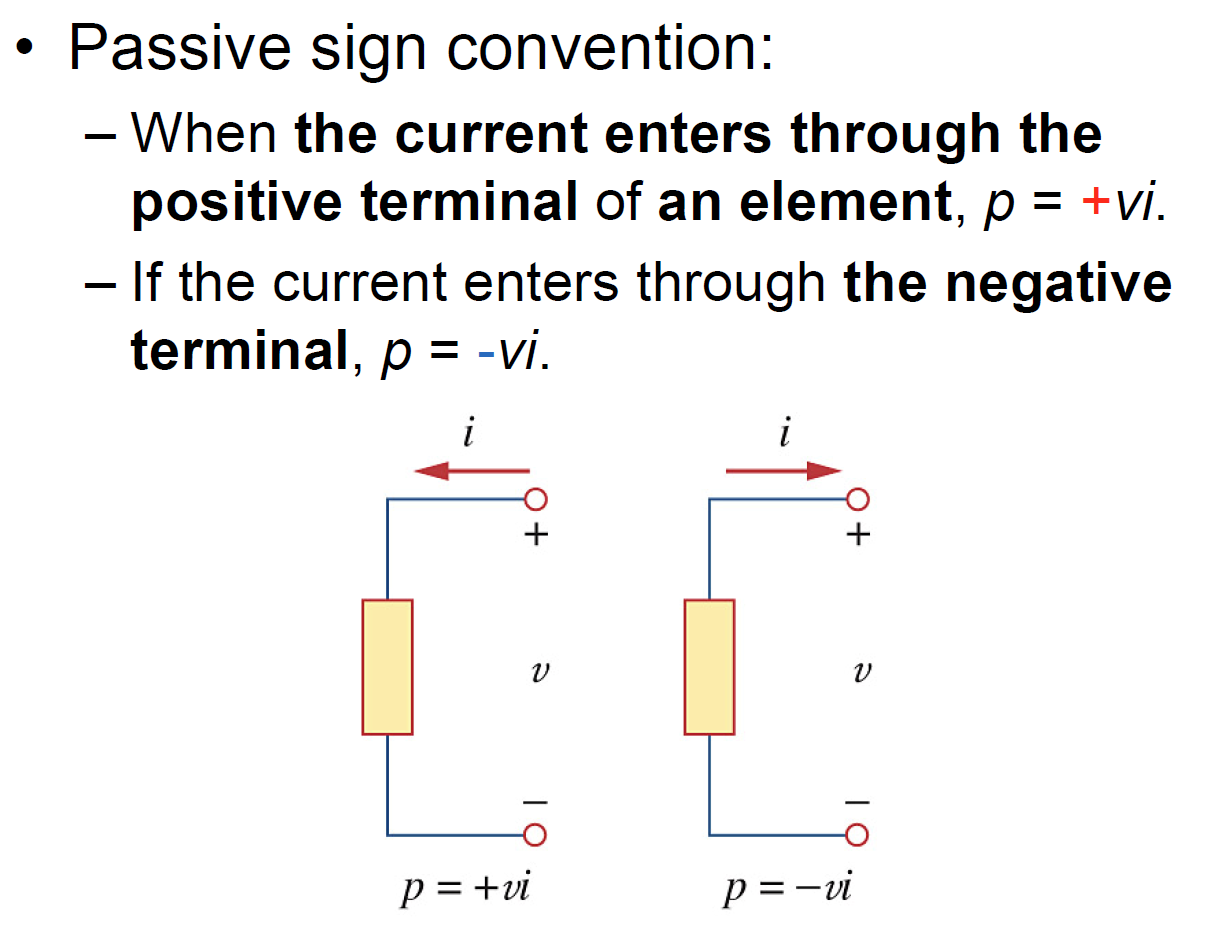 • Passive sign convention:
– When the current enters through the
positive terminal of an element, p = +vi.
– If the current enters through the negative
terminal, p = -vi.
i i
+ +
v v
− −
p = +vi p = −vi